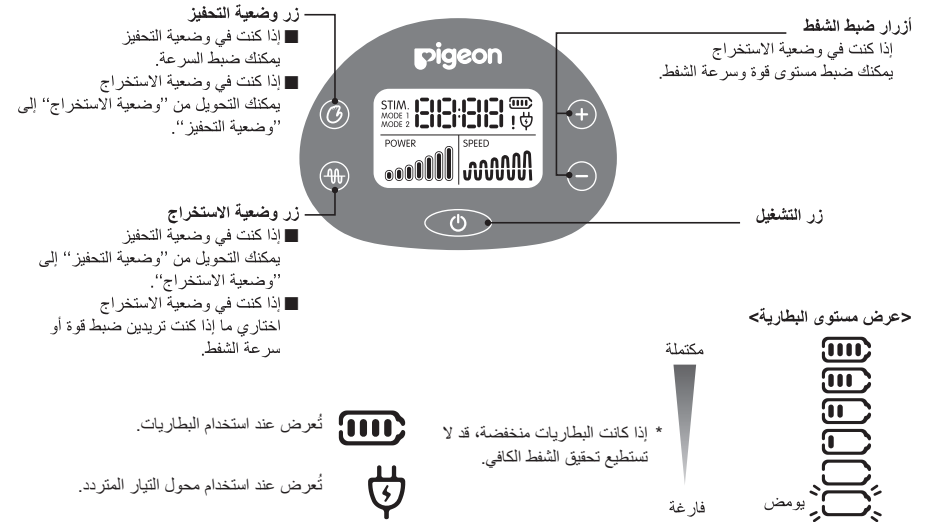 زر وضعية التحفيز
■ إذا كنت في وضعية التحفيز
يمكنك ضبط السرعة.
■ إذا كنت في وضعية الاستخراج
يمكنك التحويل من ’’وضعية الاستخراج‘‘ إلى
’’وضعية التحفيز‘‘.
أزرار ضبط الشفط
إذا كنت في وضعية الاستخراج
يمكنك ضبط مستوى قوة وسرعة الشفط.
pigeon
STIM.
MODE 1
MODE 2
88:88
!
POWER
SPEED
+
−
زر وضعية الاستخراج
■ إذا كنت في وضعية التحفيز
يمكنك التحويل من ’’وضعية التحفيز‘‘ إلى
’’وضعية الاستخراج‘‘.
■ إذا كنت في وضعية الاستخراج
اختاري ما إذا كنت تريدين ضبط قوة أو
سرعة الشفط.
زر التشغيل
<عرض مستوى البطارية>
مكتملة
* إذا كانت البطاريات منخفضة، قد لا
تستطيع تحقيق الشفط الكافي.
فارغة
يومض
تُعرض عند استخدام البطاريات.
تُعرض عند استخدام محول التيار المتردد.